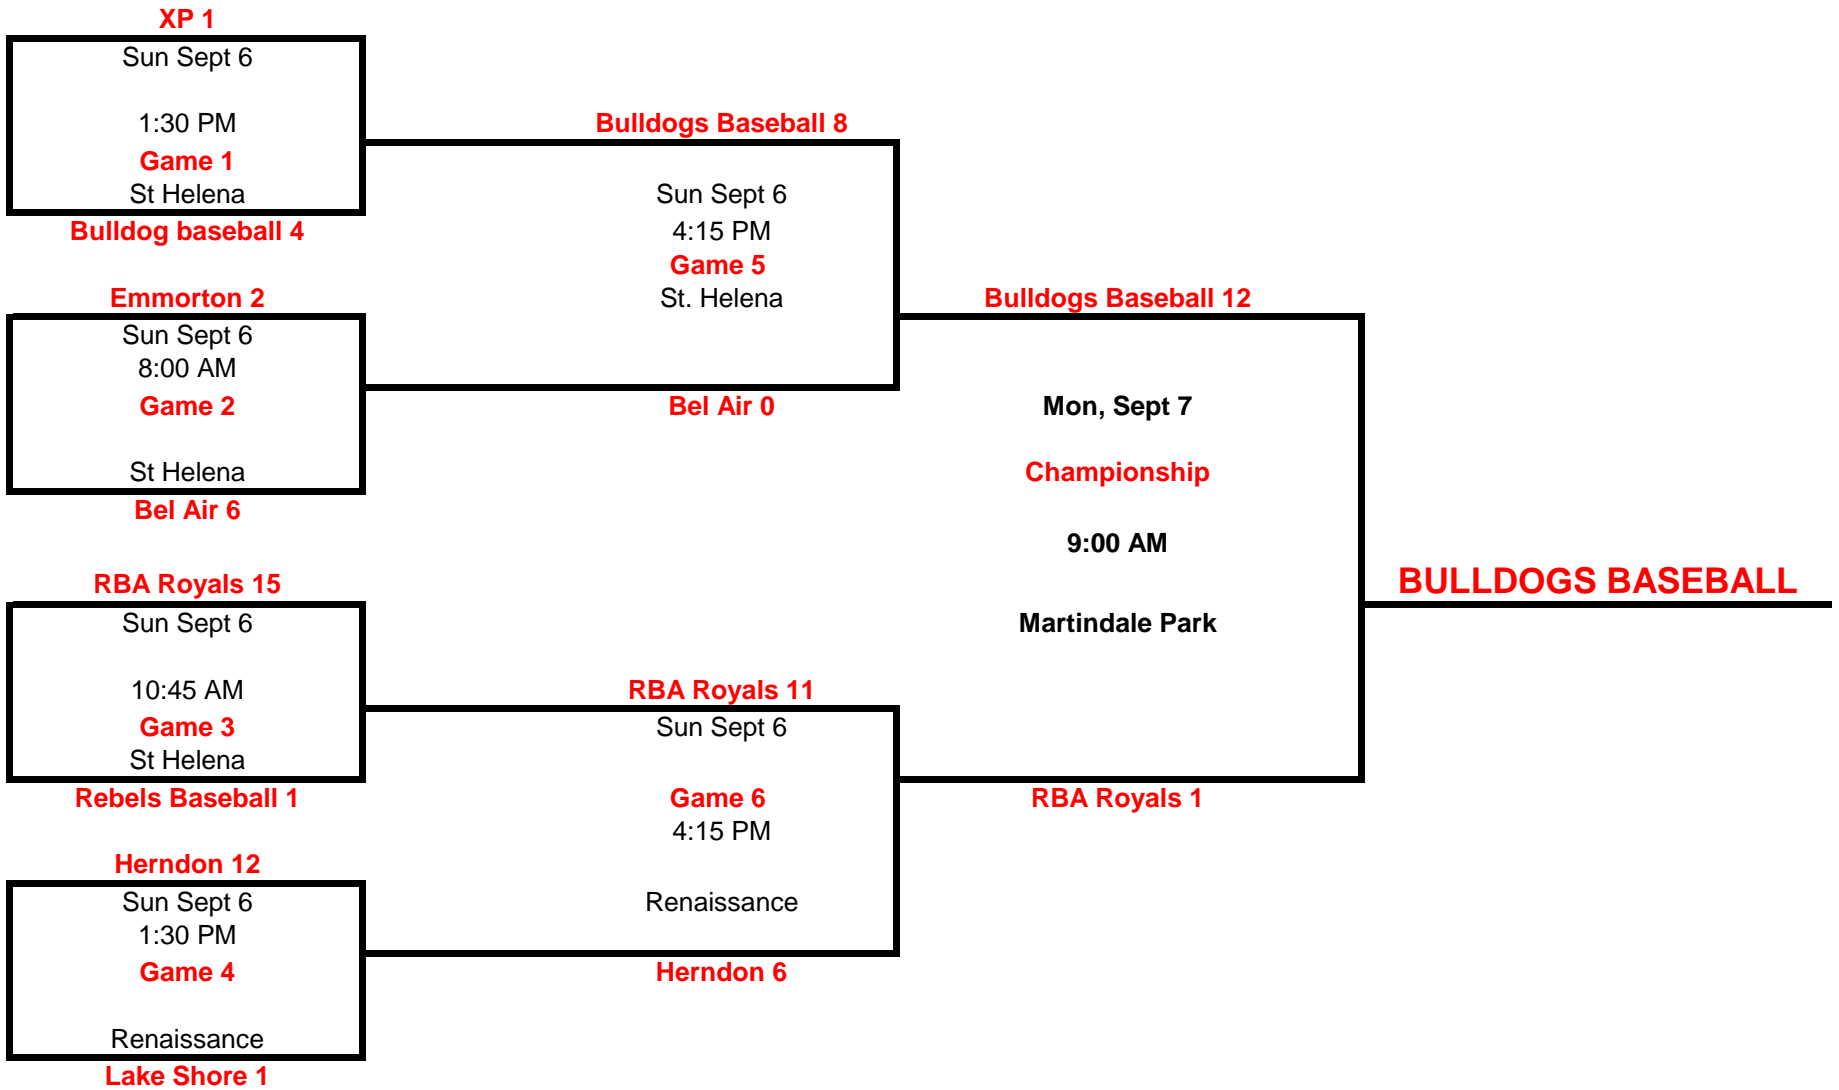 XP 1
Sun Sept 6
1:30 PM
Game 1
St Helena
Bulldog baseball 4
Emmorton 2
Sun Sept 6
8:00 AM
Game 2
St Helena
Bel Air 6
RBA Royals 15
Sun Sept 6
10:45 AM
Game 3
St Helena
Rebels Baseball 1
Herndon 12
Sun Sept 6
1:30 PM
Game 4
Renaissance
Lake Shore 1
Bulldogs Baseball 8
Sun Sept 6
4:15 PM
Game 5
St. Helena
Bel Air 0
RBA Royals 11
Sun Sept 6
Game 6
4:15 PM
Renaissance
Herndon 6
Bulldogs Baseball 12
Mon, Sept 7
Championship
9:00 AM
Martindale Park
RBA Royals 1
BULLDOGS BASEBALL